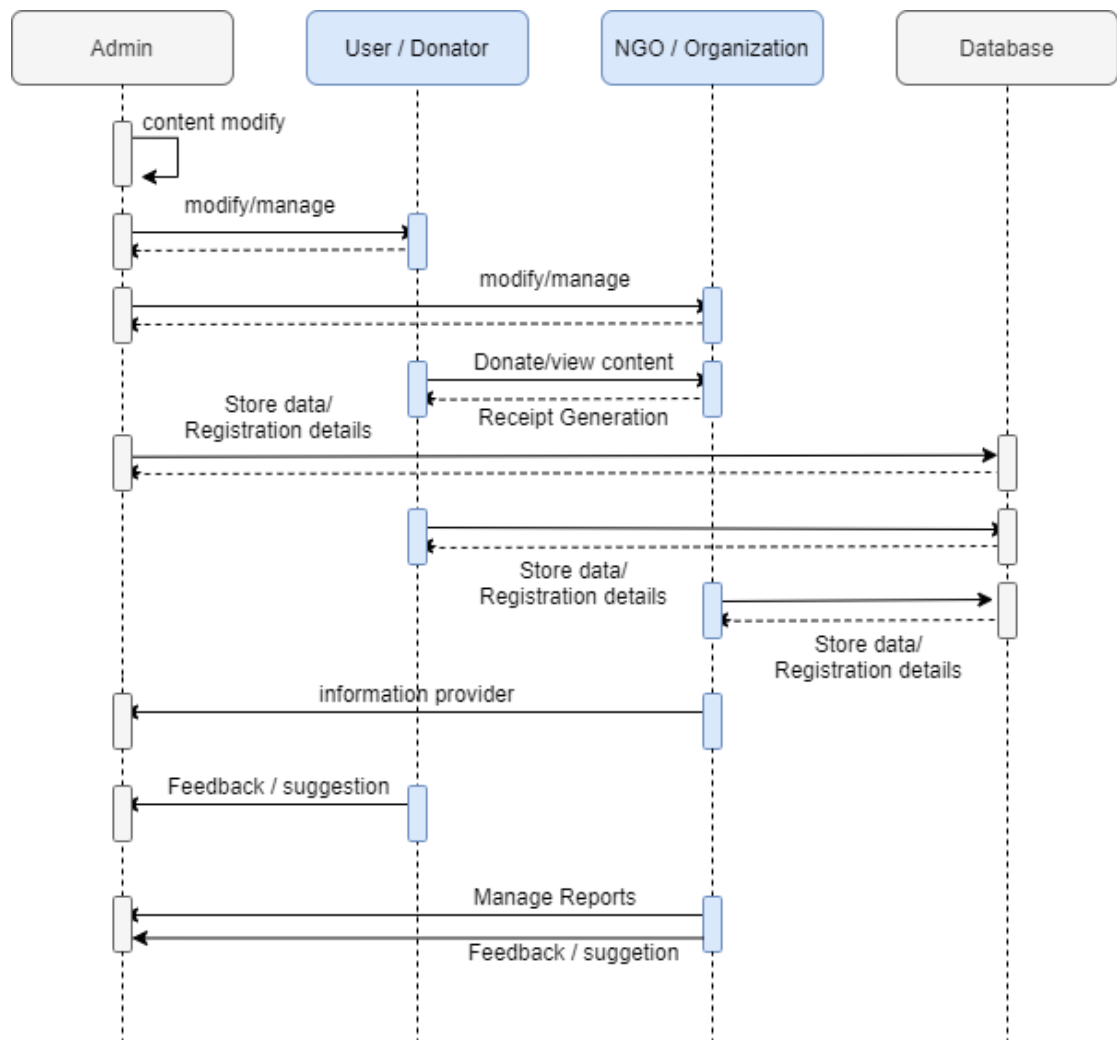 Admin
User / Donator
NGO / Organization
Database
content modify
modify/manage
modify/manage
Donate/view content
Receipt Generation
Store data/
Registration details
Store data/
Registration details
Store data/
Registration details
information provider
Feedback / suggestion
Manage Reports
Feedback / suggetion